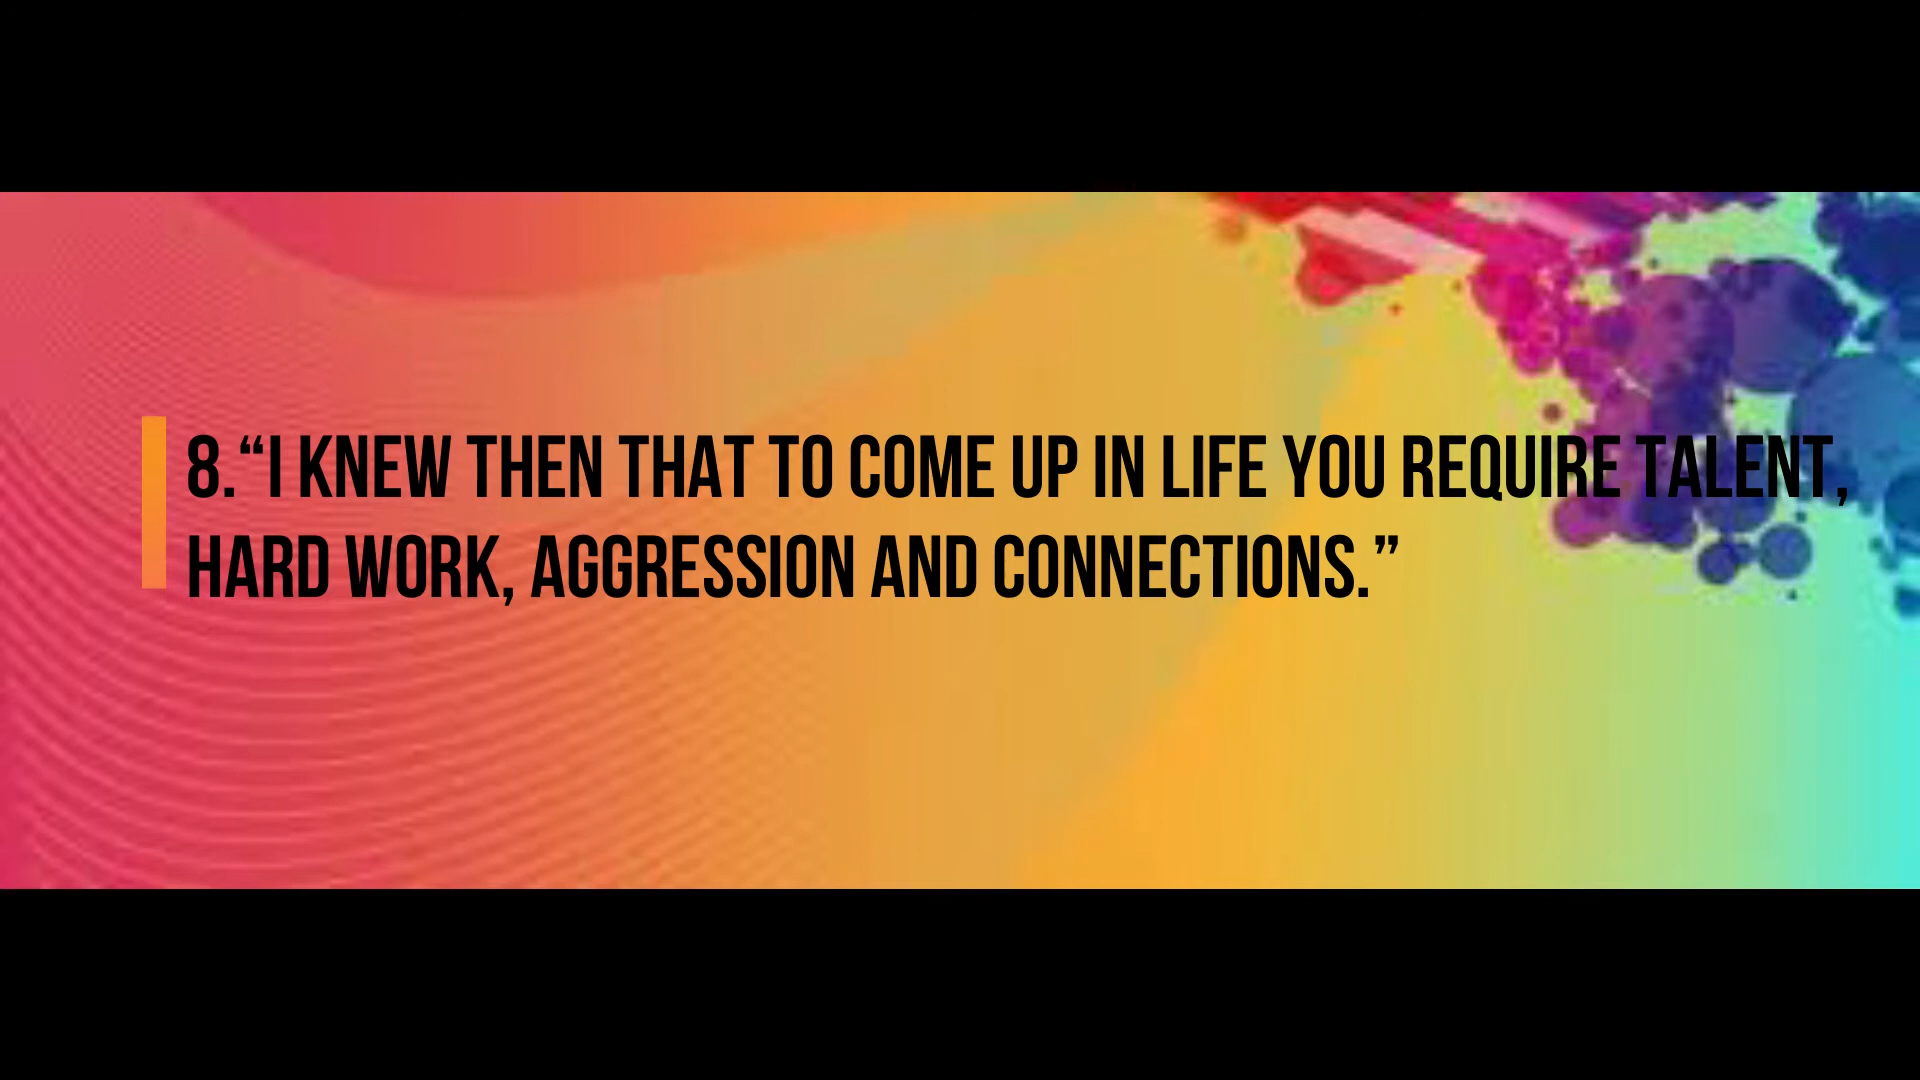 8.“I KNEW THEN THAT TO COME UP IN LIFE YOU REQUIRE TALENT,
HARD WORK, AGGRESSION AND CONNECTIONS.”